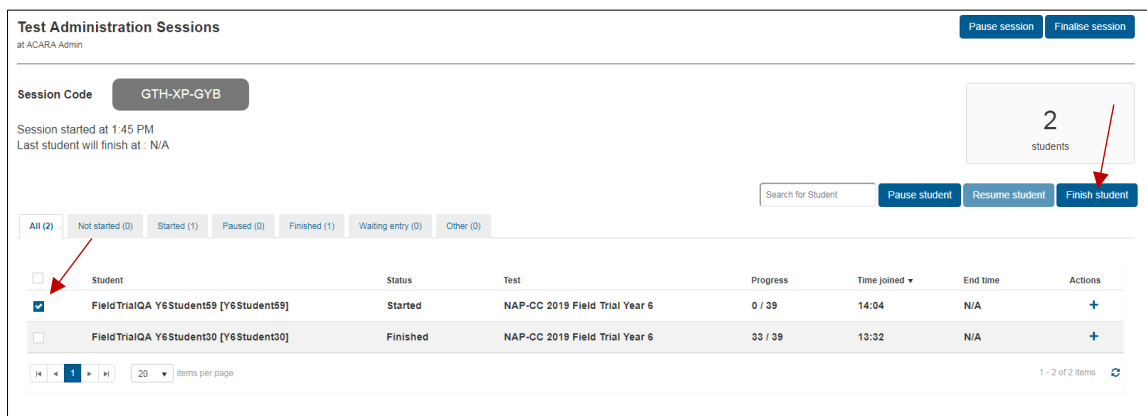 Test Administration Sessions
at ACARA Admin
Pause session Finalise session
Session Code GTH-XP-GYB
Session started at 1:45 PM
Last student will finish at : N/A
2
students
Search for Student Pause student Resume student Finish student
All (2) Not started (0) Started (1) Paused (0) Finished (1) Waiting entry (0) Other (0)
Student Status Test Progress Time joined End time Actions
FieldTrialQA Y6Student59 [Y6Student59] Started NAP-CC 2019 Field Trial Year 6 0 / 39 14:04 N/A +
FieldTrialQA Y6Student30 [Y6Student30] Finished NAP-CC 2019 Field Trial Year 6 33 / 39 13:32 N/A +
1 20 items per page 1 - 2 of 2 items